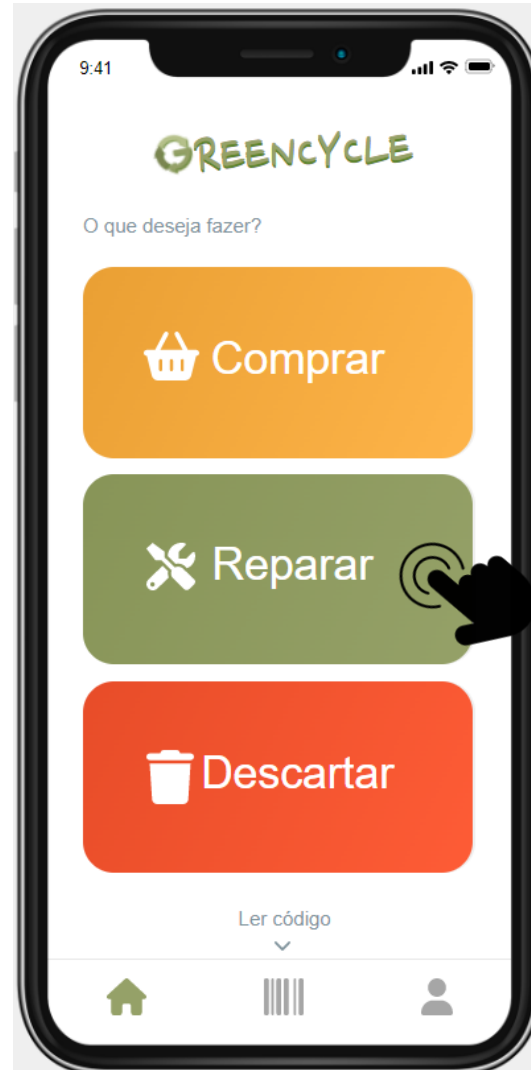 9:41
GREENCYCLE
O que deseja fazer?
Comprar
Reparar
Descartar
Ler código